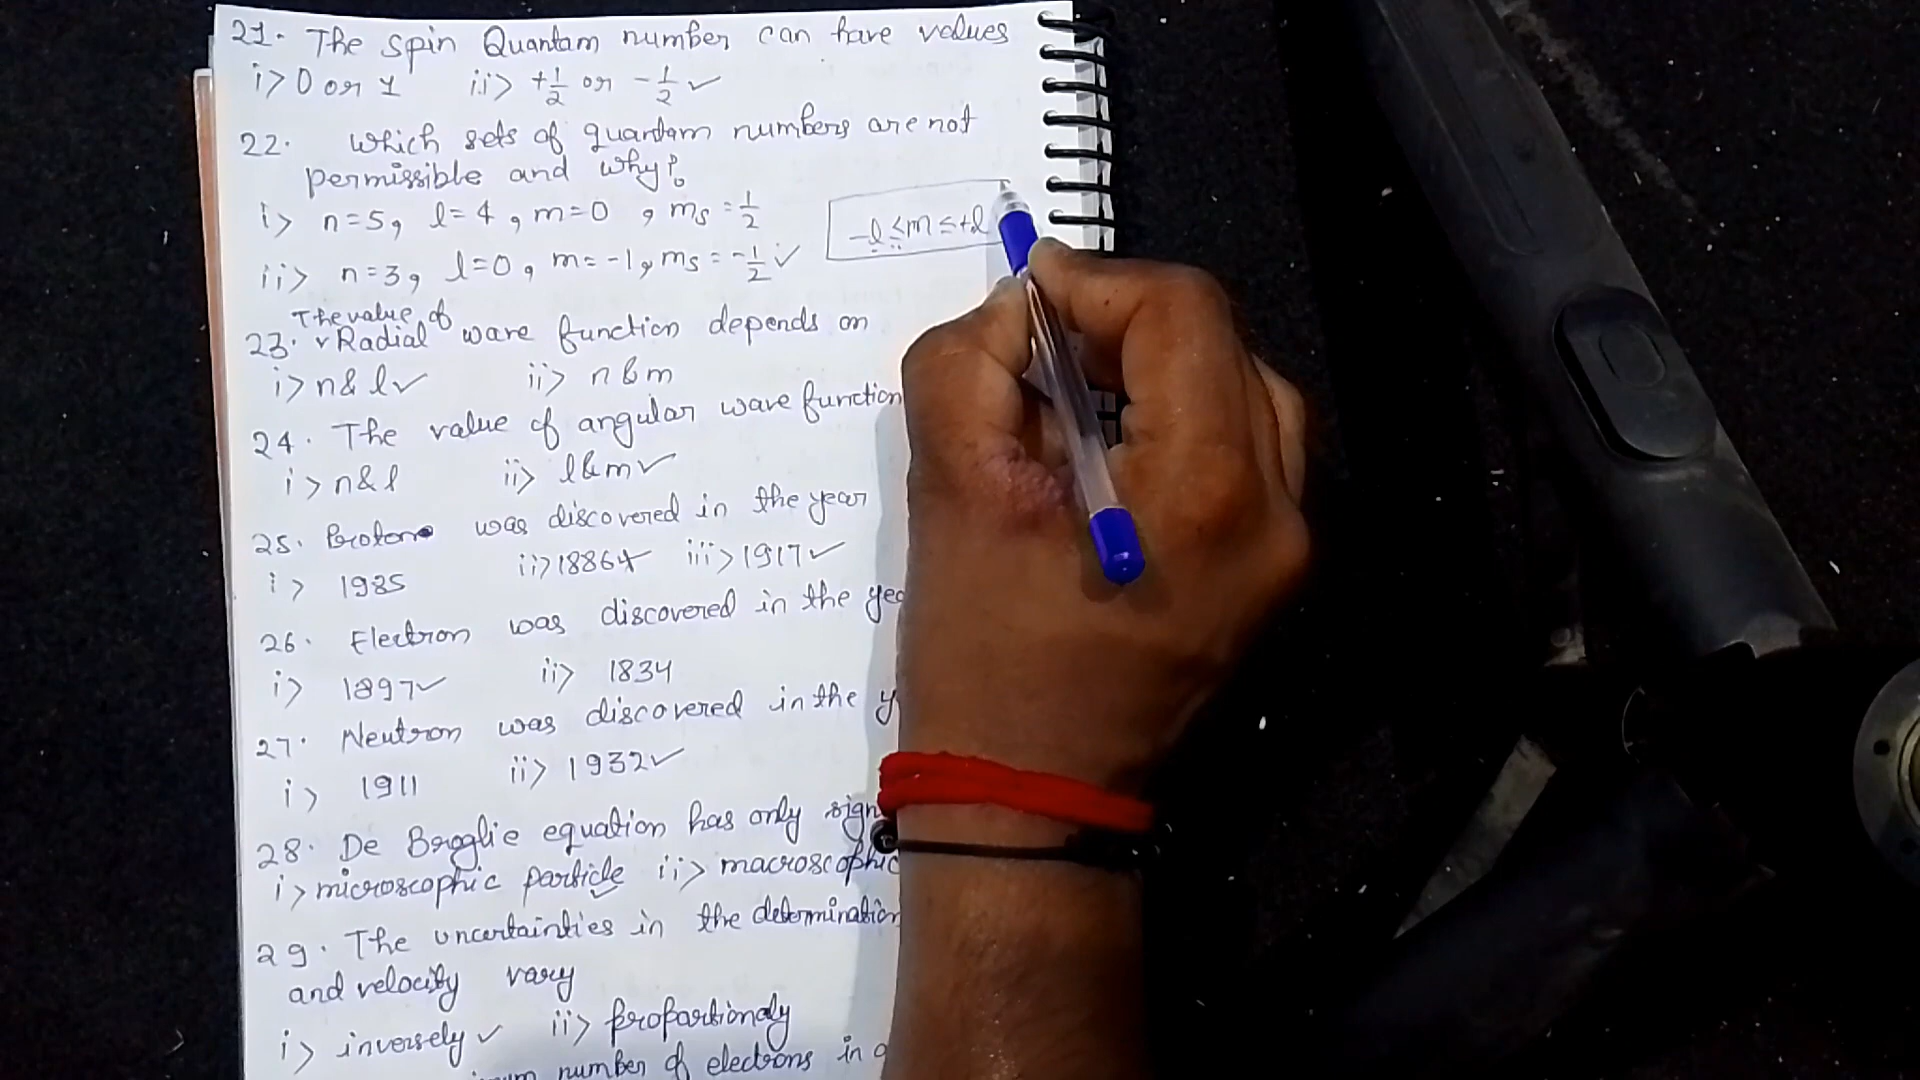 21. The spin Quantam number can have values
i> 0 or 1 ii> +1/2 or -1/2 ✓
22. which sets of quantam numbers are not
permissible and why?
i> n=5, l=4, m=0, ms=1/2
-l≤m≤+l
ii> n=3, l=0, m=-1, ms=-1/2 ✓
The value of
23. Radial wave function depends on
i> n&l ✓ ii> n&m
24. The value of angular wave function
i> n&l ii> l&m ✓
25. Proton was discovered in the year
i> 1985 ii> 1886 iii> 1917 ✓
26. Electron was discovered in the
i> 1897 ✓ ii> 1834
27. Neutron was discovered in the
i> 1911 ii> 1932 ✓
28. De Broglie equation has only sign
i> microscophic particle ✓ ii> macroscophic
29. The uncertainties in the determination
and velocity vary
i> inversely ✓ ii> propartionaly
number of electrons in